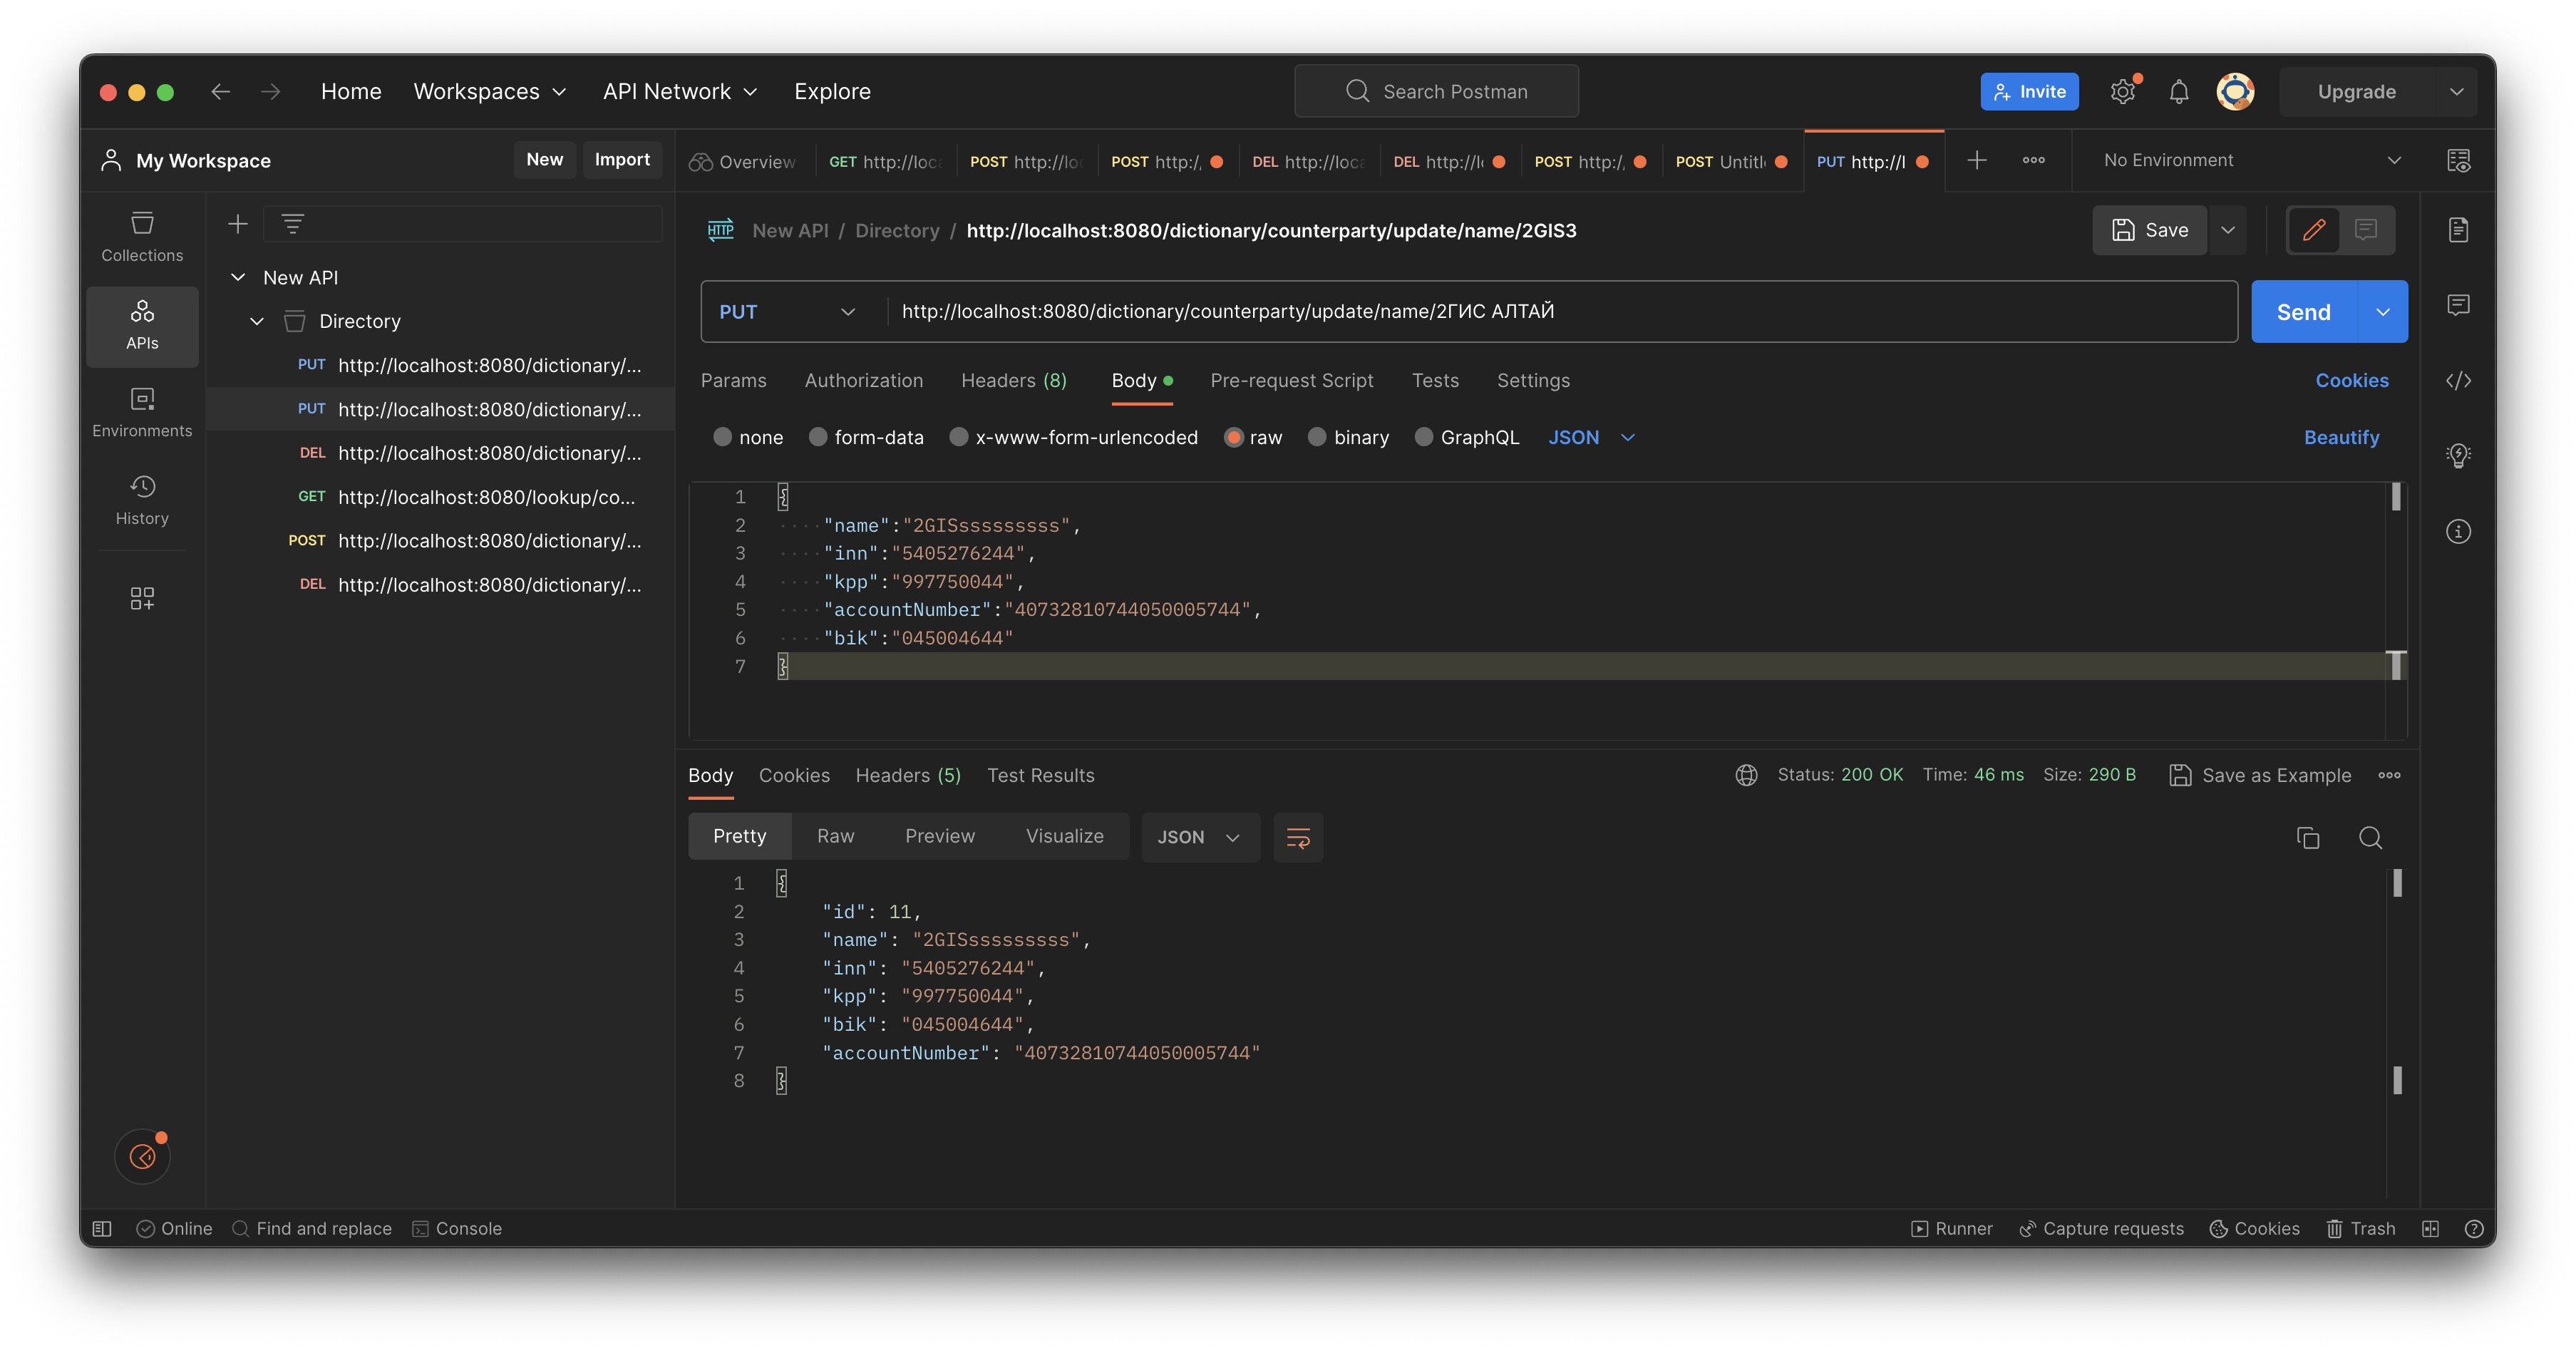 Home Workspaces API Network Explore Search Postman Invite Upgrade
My Workspace New Import
Overview GET http://loca POST http://lo POST http:/, DEL http://loca DEL http://l POST http:/, POST Untitl PUT http://l No Environment
Collections
APIs
Environments
History
New API
Directory
PUT http://localhost:8080/dictionary/...
PUT http://localhost:8080/dictionary/...
DEL http://localhost:8080/dictionary/...
GET http://localhost:8080/lookup/co...
POST http://localhost:8080/dictionary/...
DEL http://localhost:8080/dictionary/...
HTTP New API / Directory / http://localhost:8080/dictionary/counterparty/update/name/2GIS3 Save
PUT http://localhost:8080/dictionary/counterparty/update/name/2ГИС АЛТАЙ Send
Params Authorization Headers (8) Body Pre-request Script Tests Settings Cookies
none form-data x-www-form-urlencoded raw binary GraphQL JSON Beautify
1 {
2 ····"name":"2GISsssssssss",
3 ····"inn":"5405276244",
4 ····"kpp":"997750044",
5 ····"accountNumber":"40732810744050005744",
6 ····"bik":"045004644"
7 }
Body Cookies Headers (5) Test Results Status: 200 OK Time: 46 ms Size: 290 B Save as Example
Pretty Raw Preview Visualize JSON
1 {
2 "id": 11,
3 "name": "2GISsssssssss",
4 "inn": "5405276244",
5 "kpp": "997750044",
6 "bik": "045004644",
7 "accountNumber": "40732810744050005744"
8 }
Online Find and replace Console Runner Capture requests Cookies Trash